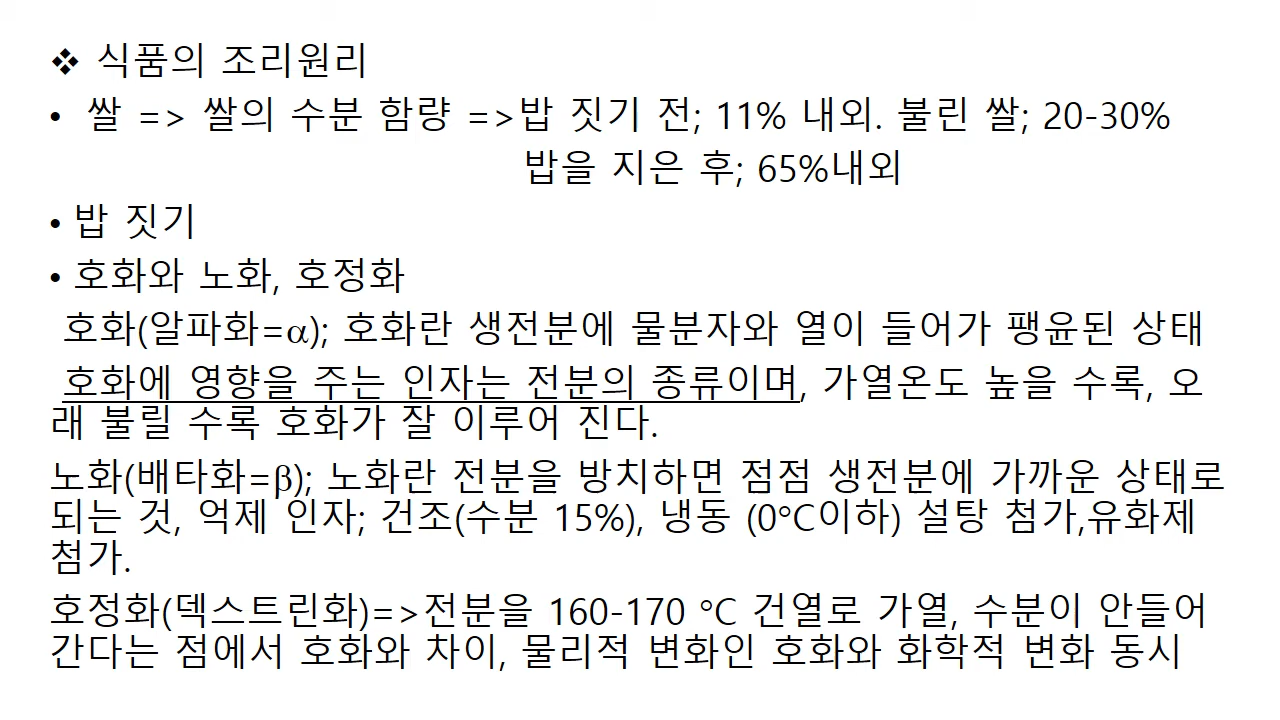 ❖ 식품의 조리원리
• 쌀 => 쌀의 수분 함량 =>밥 짓기 전; 11% 내외. 불린 쌀; 20-30%
밥을 지은 후; 65%내외
• 밥 짓기
• 호화와 노화, 호정화
호화(알파화=α); 호화란 생전분에 물분자와 열이 들어가 팽윤된 상태
호화에 영향을 주는 인자는 전분의 종류이며, 가열온도 높을 수록, 오
래 불릴 수록 호화가 잘 이루어 진다.
노화(배타화=β); 노화란 전분을 방치하면 점점 생전분에 가까운 상태로
되는 것, 억제 인자; 건조(수분 15%), 냉동 (0°C이하) 설탕 첨가,유화제
첨가.
호정화(덱스트린화)=>전분을 160-170 °C 건열로 가열, 수분이 안들어
간다는 점에서 호화와 차이, 물리적 변화인 호화와 화학적 변화 동시